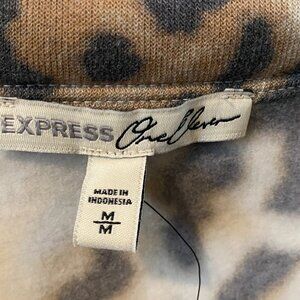 EXPRESS One Eleven
MADE IN
INDONESIA
M
M